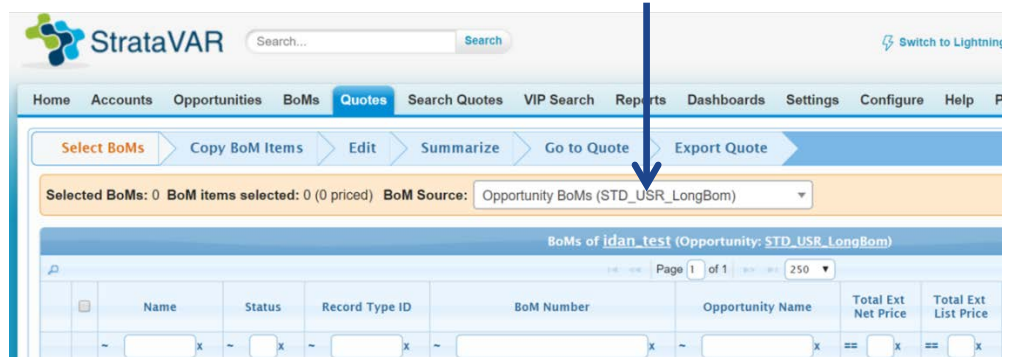 StrataVAR Search... Search Switch to Lightning
Home Accounts Opportunities BoMs Quotes Search Quotes VIP Search Reports Dashboards Settings Configure Help P
Select BoMs Copy BoM Items Edit Summarize Go to Quote Export Quote
Selected BoMs: 0 BoM items selected: 0 (0 priced) BoM Source: Opportunity BoMs (STD_USR_LongBom)
BoMs of idan_test (Opportunity: STD_USR_LongBom)
Page 1 of 1 250
Name Status Record Type ID BoM Number Opportunity Name Total Ext Net Price Total Ext List Price
~ x ~ x ~ x ~ x ~ x == x == x